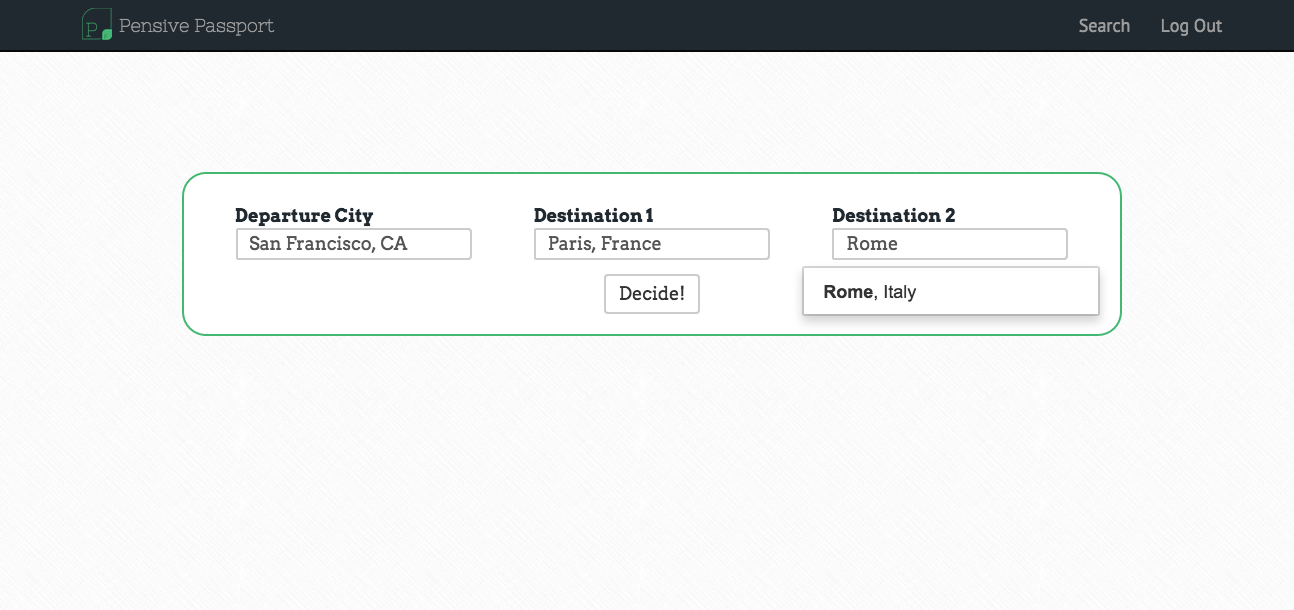 P Pensive Passport
Search Log Out
Departure City
San Francisco, CA
Destination 1
Paris, France
Destination 2
Rome
Rome, Italy
Decide!